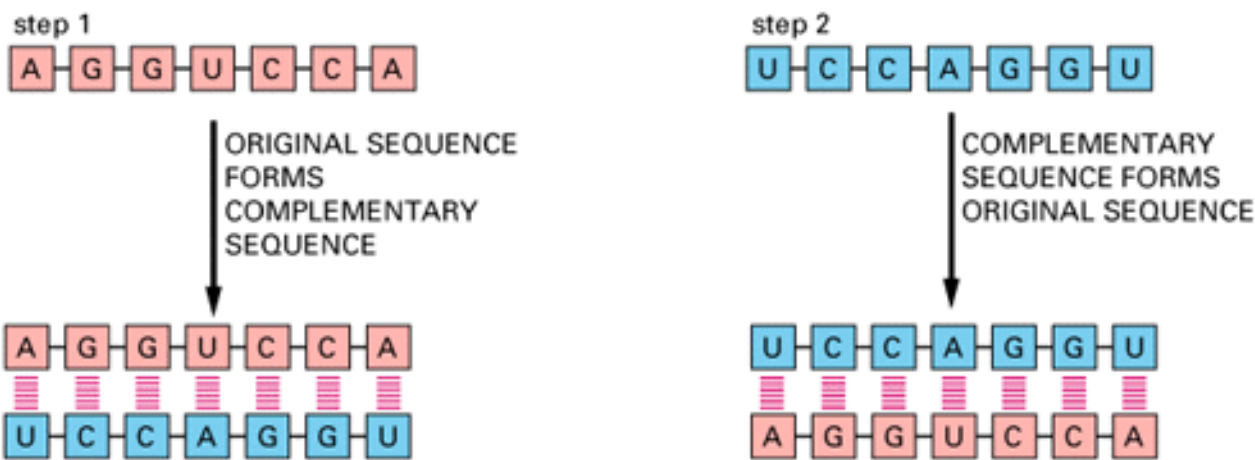 step 1
A G G U C C A
ORIGINAL SEQUENCE
FORMS
COMPLEMENTARY
SEQUENCE
A G G U C C A
U C C A G G U
step 2
U C C A G G U
COMPLEMENTARY
SEQUENCE FORMS
ORIGINAL SEQUENCE
U C C A G G U
A G G U C C A